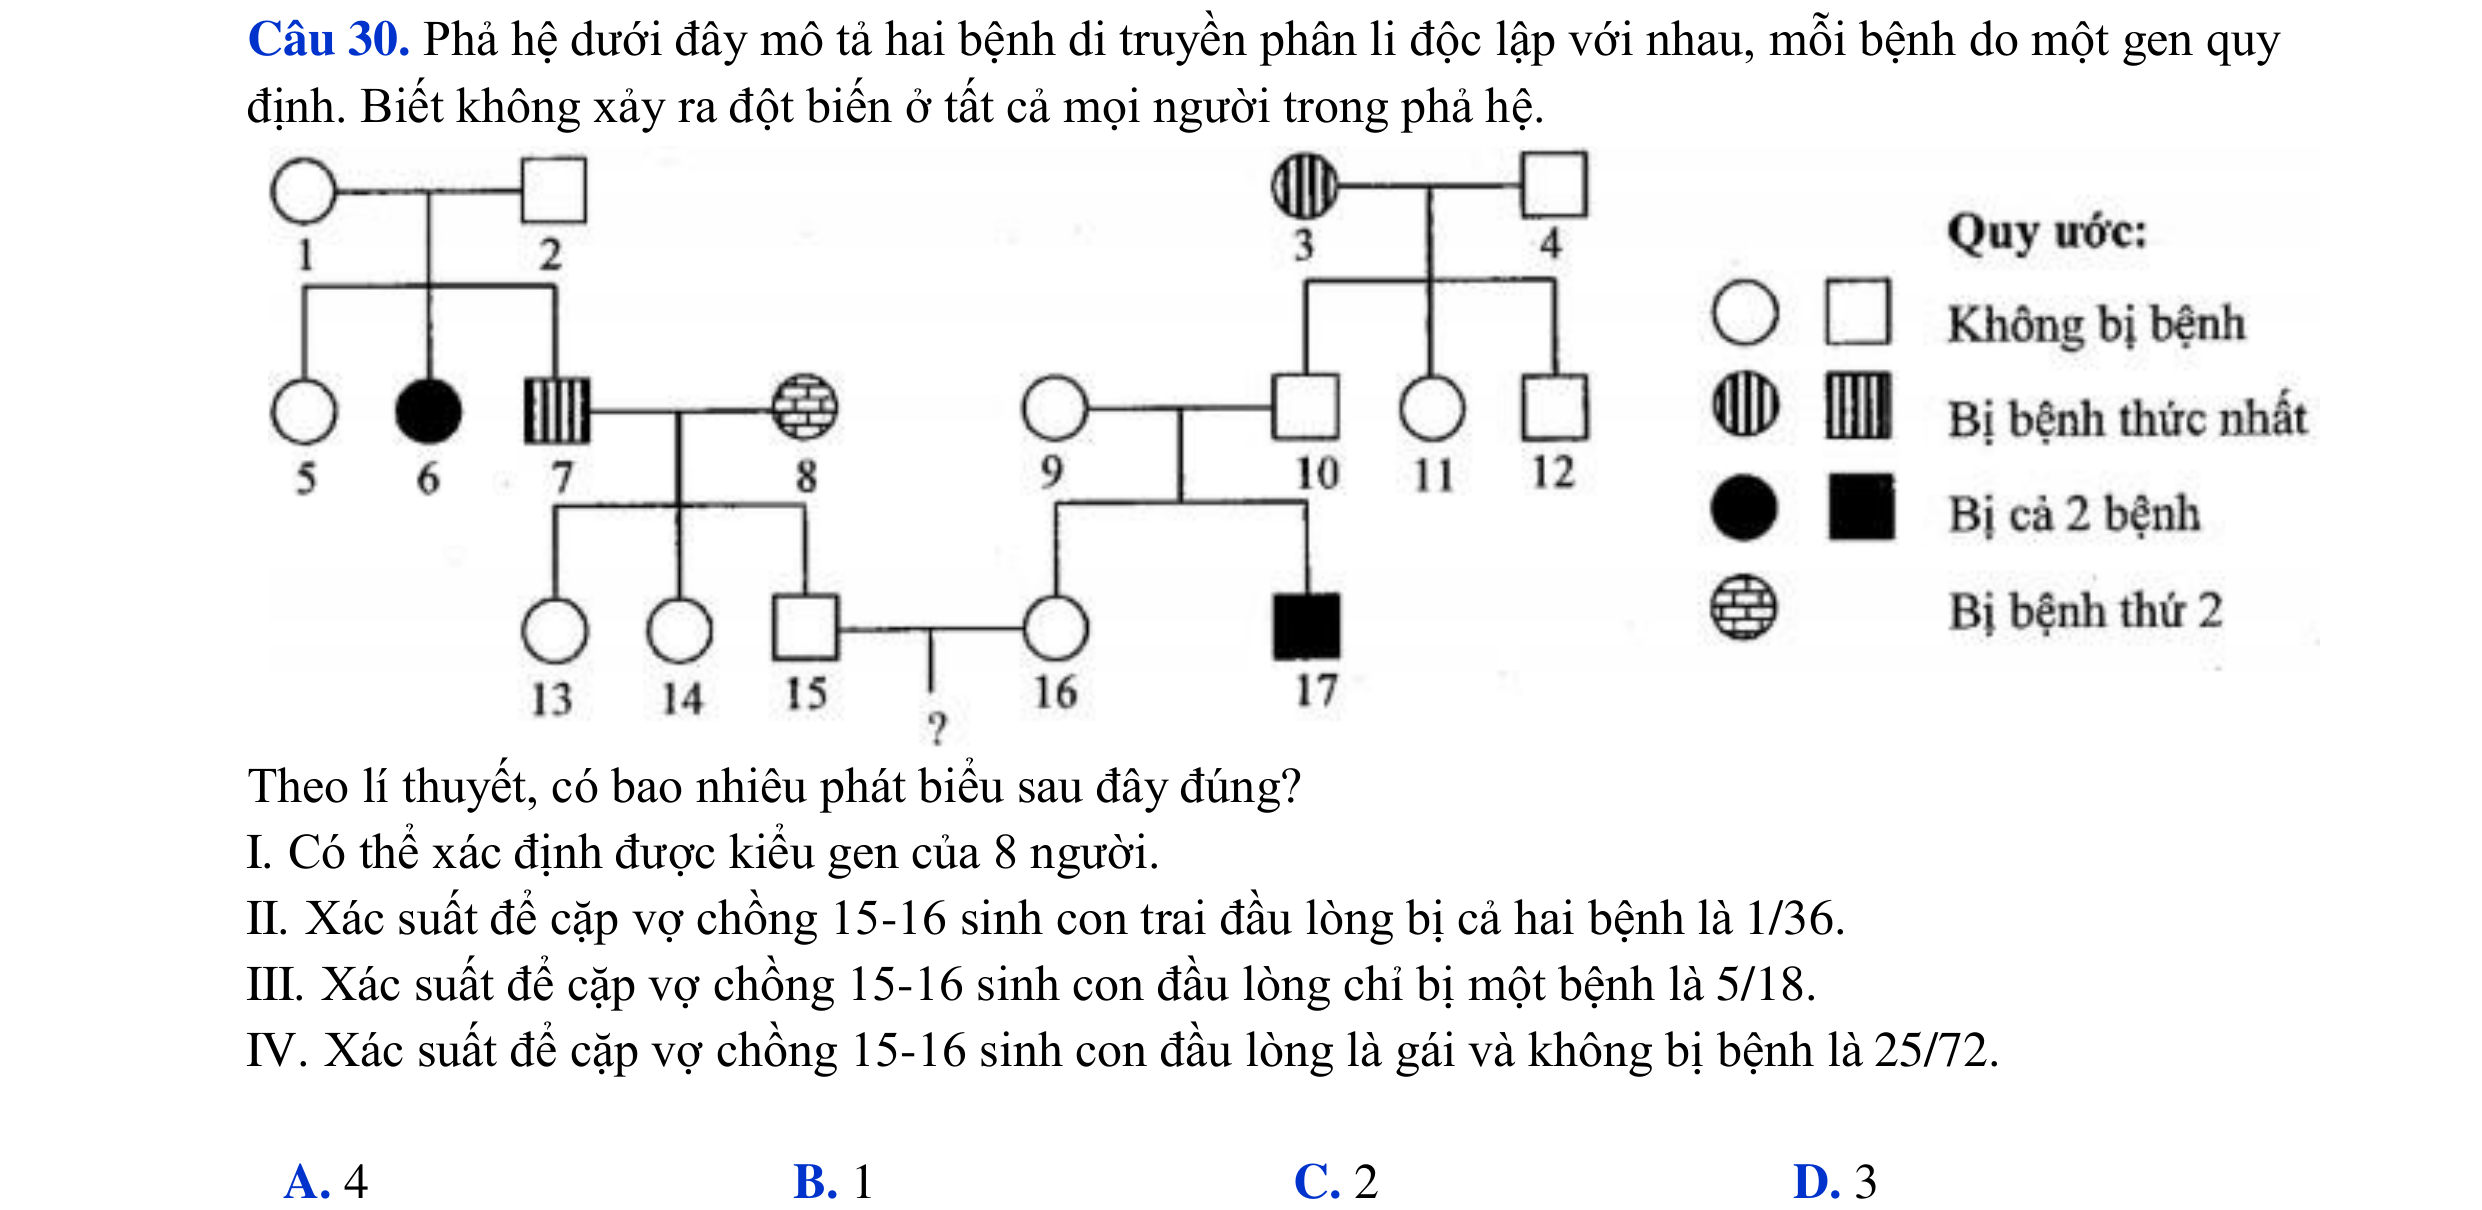 Câu 30. Phả hệ dưới đây mô tả hai bệnh di truyền phân li độc lập với nhau, mỗi bệnh do một gen quy
định. Biết không xảy ra đột biến ở tất cả mọi người trong phả hệ.
1 2 3 4
Quy ước:
Không bị bệnh
Bị bệnh thức nhất
5 6 7 8 9 10 11 12
Bị cả 2 bệnh
Bị bệnh thứ 2
13 14 15 16 17
?
Theo lí thuyết, có bao nhiêu phát biểu sau đây đúng?
I. Có thể xác định được kiểu gen của 8 người.
II. Xác suất để cặp vợ chồng 15-16 sinh con trai đầu lòng bị cả hai bệnh là 1/36.
III. Xác suất để cặp vợ chồng 15-16 sinh con đầu lòng chỉ bị một bệnh là 5/18.
IV. Xác suất để cặp vợ chồng 15-16 sinh con đầu lòng là gái và không bị bệnh là 25/72.
A. 4 B. 1 C. 2 D. 3